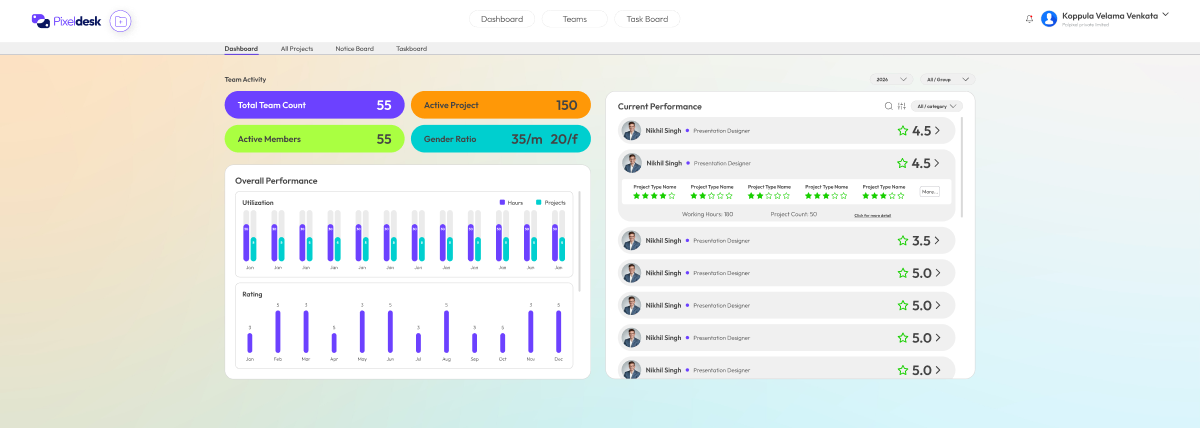 Pixeldesk
Dashboard Teams Task Board
Koppula Velama Venkata
Dashboard All Projects Notice Board Taskboard
Team Activity
2026 All / Group
Total Team Count 55
Active Project 150
Active Members 55
Gender Ratio 35/m 20/f
Overall Performance
Utilization
Hours Projects
Jan Jan Jan Jan Jan Jan Jan Jan Jan Jan Jan Jan
Rating
3 5 3 3 3 5 3 5 3 5 3 5
Jan Feb Mar Apr May Jun Jul Aug Sep Oct Nov Dec
Current Performance
All / category
Nikhil Singh Presentation Designer 4.5
Nikhil Singh Presentation Designer 4.5
Project Type Name Project Type Name Project Type Name Project Type Name Project Type Name
Many...
Working Hours: 180 Project Count: 50 Click for more detail
Nikhil Singh Presentation Designer 3.5
Nikhil Singh Presentation Designer 5.0
Nikhil Singh Presentation Designer 5.0
Nikhil Singh Presentation Designer 5.0
Nikhil Singh Presentation Designer 5.0